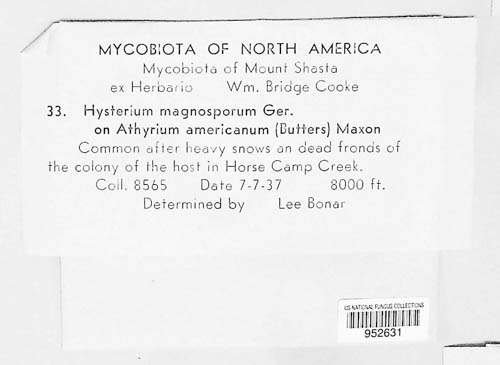 MYCOBIOTA OF NORTH AMERICA
Mycobiota of Mount Shasta
ex Herbario Wm. Bridge Cooke
33. Hysterium magnosporum Ger.
on Athyrium americanum (Butters) Maxon
Common after heavy snows an dead fronds of
the colony of the host in Horse Camp Creek.
Coll. 8565 Date 7-7-37 8000 ft.
Determined by Lee Bonar
US NATIONAL FUNGUS COLLECTIONS
952631